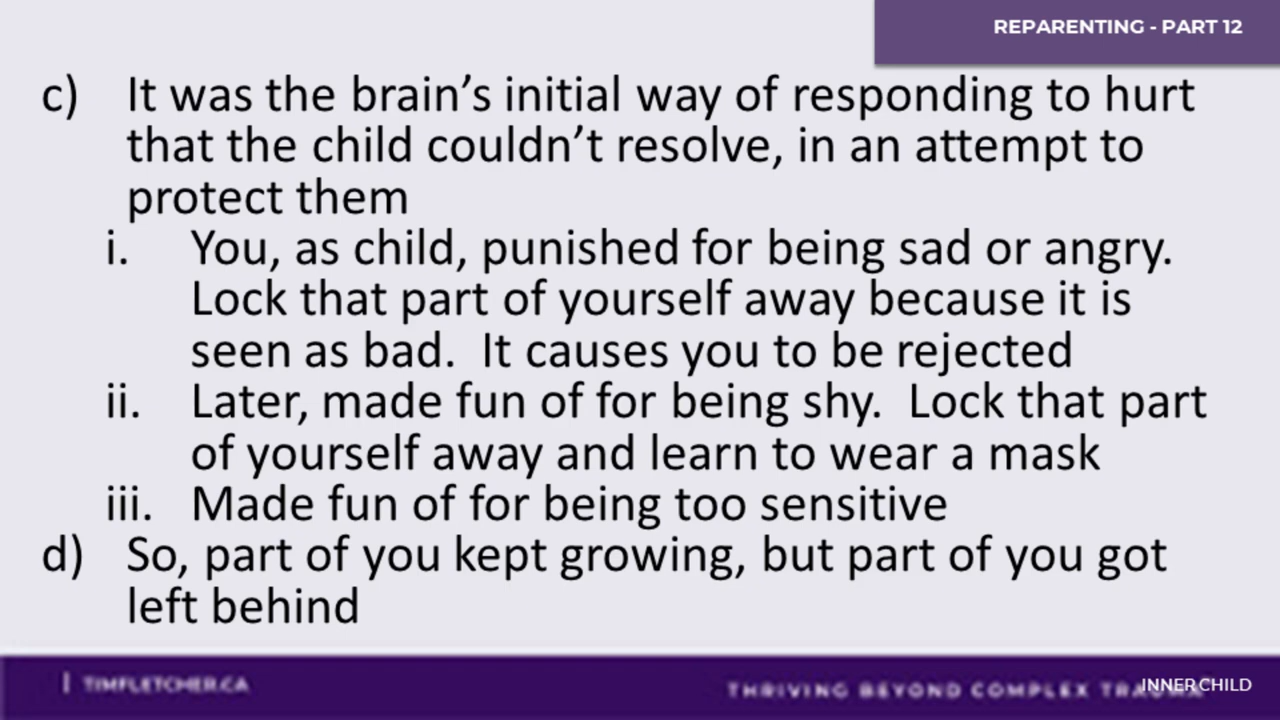 REPARENTING - PART 12
c) It was the brain's initial way of responding to hurt
that the child couldn't resolve, in an attempt to
protect them
i. You, as child, punished for being sad or angry.
Lock that part of yourself away because it is
seen as bad.  It causes you to be rejected
ii. Later, made fun of for being shy.  Lock that part
of yourself away and learn to wear a mask
iii. Made fun of for being too sensitive
d) So, part of you kept growing, but part of you got
left behind
| TIMFLETCHER.CA
THRIVING BEYOND COMPLEX
INNER CHILD